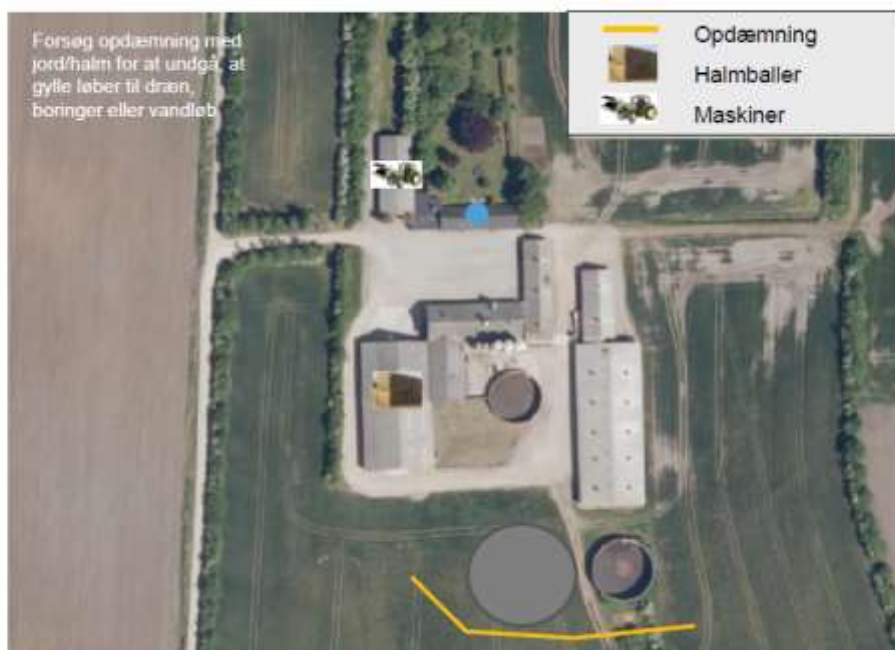 Forsøg opdæmning med
jord/halm for at undgå, at
gylle løber til dræn,
boringer eller vandløb
Opdæmning
Halmballer
Maskiner